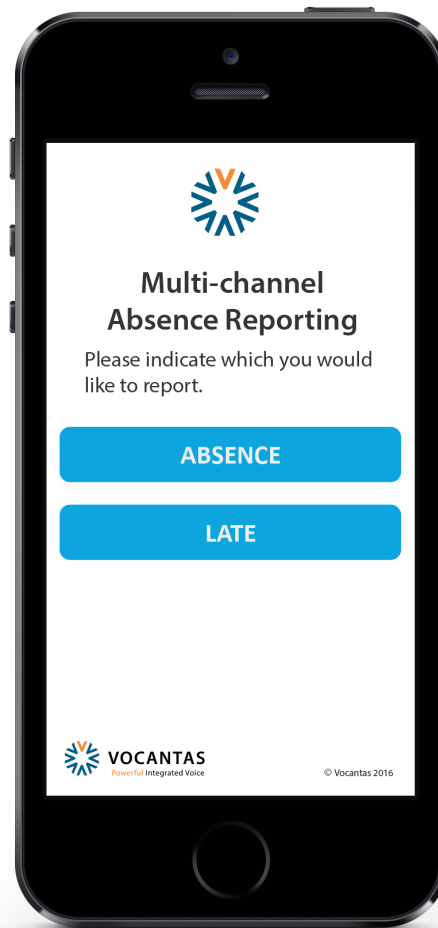 Multi-channel
Absence Reporting
Please indicate which you would
like to report.
ABSENCE
LATE
VOCANTAS
Powerful Integrated Voice
© Vocantas 2016